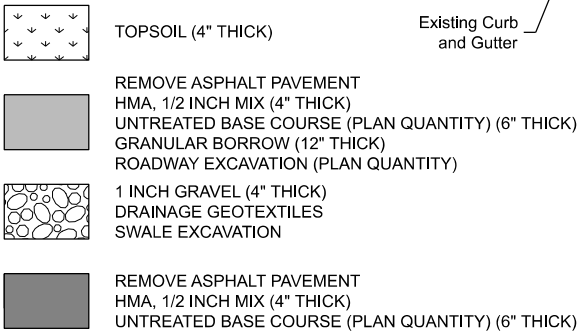 TOPSOIL (4" THICK)
Existing Curb
and Gutter
REMOVE ASPHALT PAVEMENT
HMA, 1/2 INCH MIX (4" THICK)
UNTREATED BASE COURSE (PLAN QUANTITY) (6" THICK)
GRANULAR BORROW (12" THICK)
ROADWAY EXCAVATION (PLAN QUANTITY)
1 INCH GRAVEL (4" THICK)
DRAINAGE GEOTEXTILES
SWALE EXCAVATION
REMOVE ASPHALT PAVEMENT
HMA, 1/2 INCH MIX (4" THICK)
UNTREATED BASE COURSE (PLAN QUANTITY) (6" THICK)